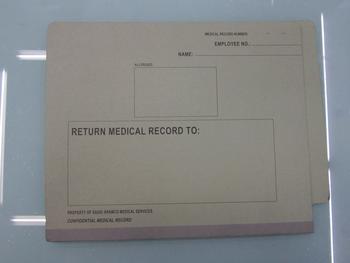 MEDICAL RECORD NUMBER:
EMPLOYEE NO.
NAME:
ALLERGIES:
RETURN MEDICAL RECORD TO:
PROPERTY OF SAUDI ARAMCO MEDICAL SERVICES
CONFIDENTIAL MEDICAL RECORD